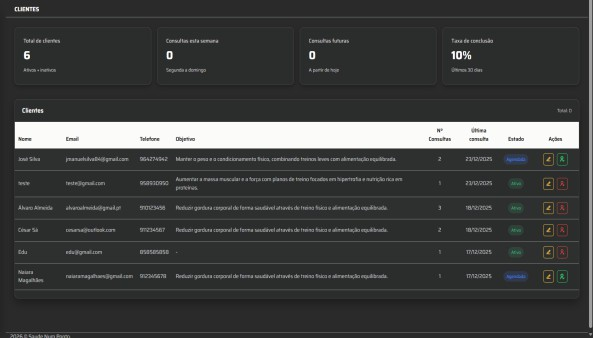 CLIENTES
Total de clientes
6
Ativos + inativos
Consultas esta semana
0
Segunda a domingo
Consultas futuras
0
A partir de hoje
Taxa de conclusão
10%
Últimos 30 dias
Clientes
Total: 0
Nome Email Telefone Objetivo Nº Consultas Última consulta Estado Ações
José Silva jmanuelsilva84@gmail.com 964274942 Manter o peso e o condicionamento físico, combinando treinos leves com alimentação equilibrada. 2 23/12/2025
teste teste@gmail.com 958930950 Aumentar a massa muscular e a força com planos de treino focados em hipertrofia e nutrição rica em
proteínas. 1 23/12/2025 Ativo
Álvaro Almeida alvaroalmeida@gmail.pt 910123456 Reduzir gordura corporal de forma saudável através de treino físico e alimentação equilibrada. 3 18/12/2025 Ativo
César Sá cesarsa@outlook.com 911234567 Reduzir gordura corporal de forma saudável através de treino físico e alimentação equilibrada. 2 18/12/2025 Ativo
Edu edu@gmail.com 858585858 - 1 17/12/2025 Ativo
Naiara
Magalhães naiaramagalhaes@gmail.com 912345678 Reduzir gordura corporal de forma saudável através de treino físico e alimentação equilibrada. 1 17/12/2025
2026 © Saude Num Ponto